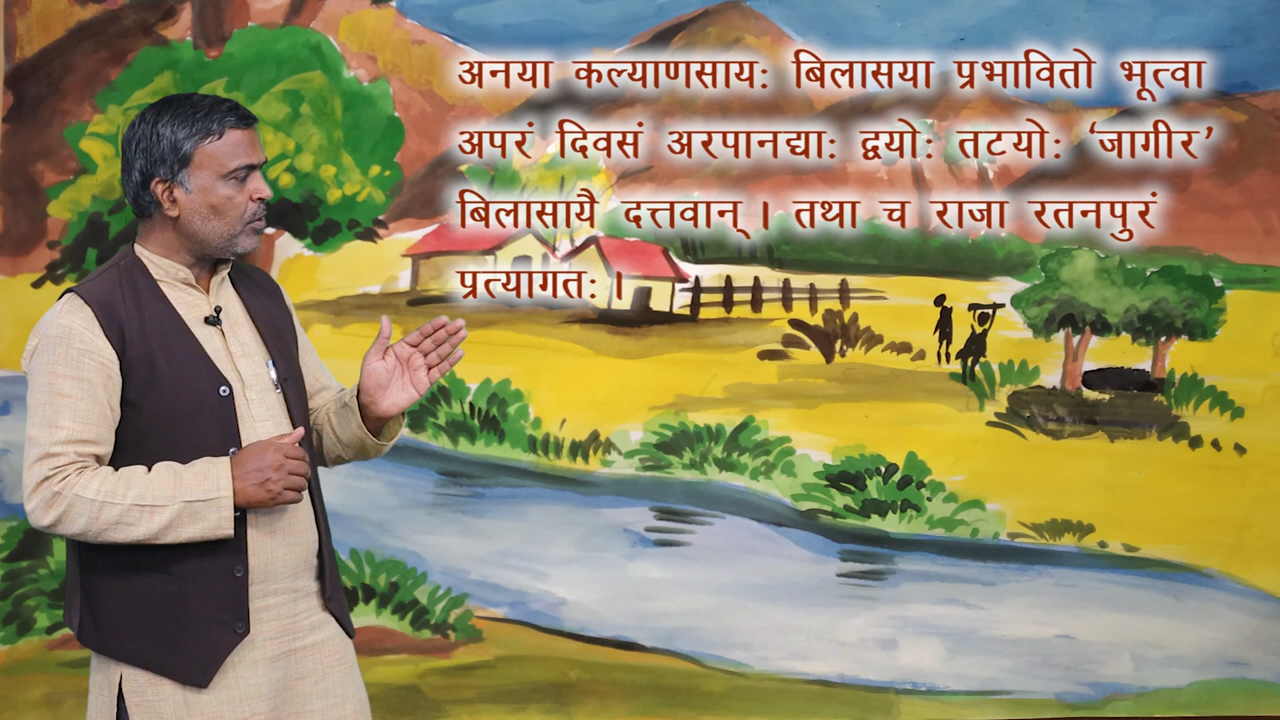 अनया कल्याणसायः बिलासया प्रभावितो भूत्वा
अपरं दिवसं अरपानद्याः द्वयोः तटयोः ‘जागीर’
बिलासायै दत्तवान् । तथा च राजा रतनपुरं
प्रत्यागतः ।